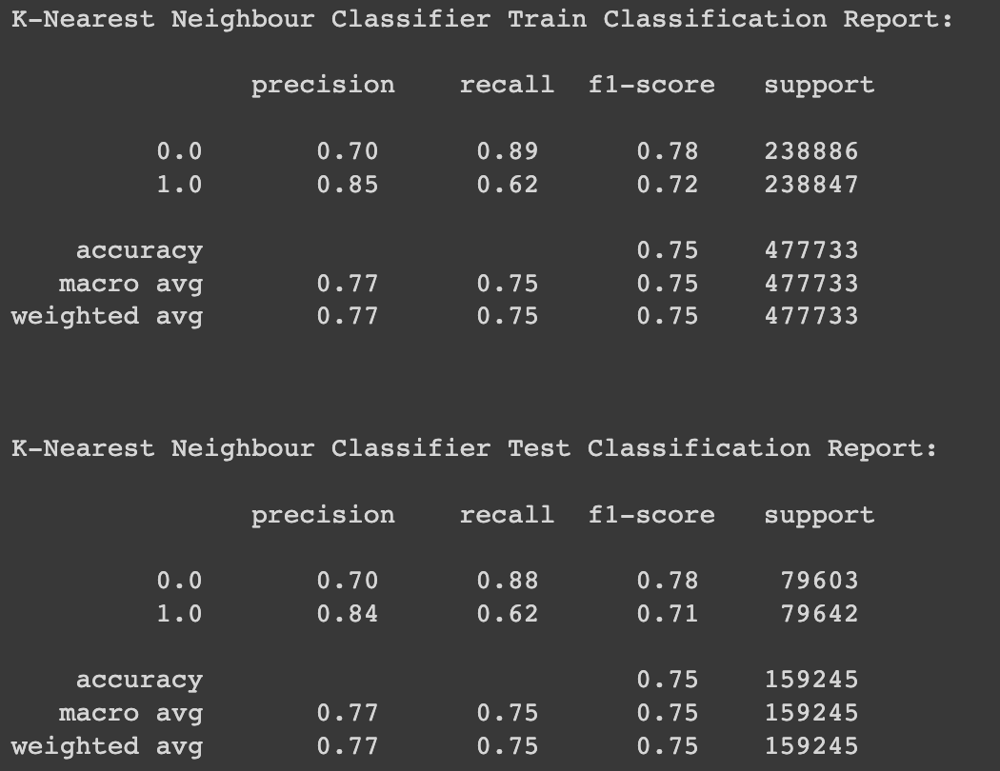 K-Nearest Neighbour Classifier Train Classification Report:
precision recall f1-score support
0.0 0.70 0.89 0.78 238886
1.0 0.85 0.62 0.72 238847
accuracy 0.75 477733
macro avg 0.77 0.75 0.75 477733
weighted avg 0.77 0.75 0.75 477733
K-Nearest Neighbour Classifier Test Classification Report:
precision recall f1-score support
0.0 0.70 0.88 0.78 79603
1.0 0.84 0.62 0.71 79642
accuracy 0.75 159245
macro avg 0.77 0.75 0.75 159245
weighted avg 0.77 0.75 0.75 159245